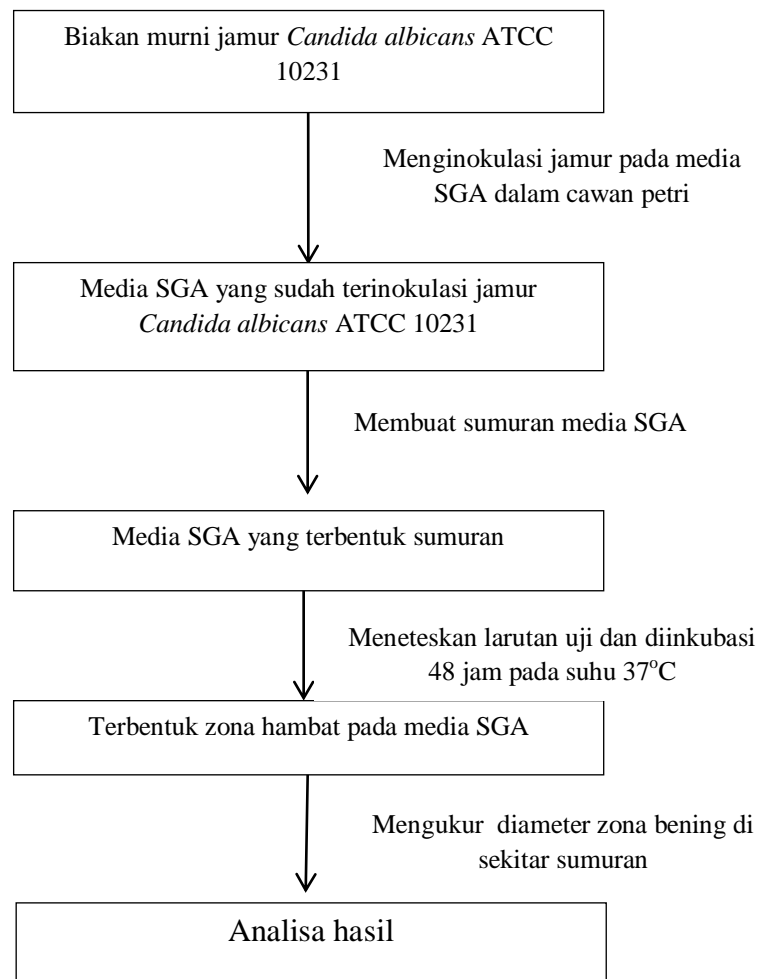 Biakan murni jamur Candida albicans ATCC
10231
Menginokulasi jamur pada media
SGA dalam cawan petri
Media SGA yang sudah terinokulasi jamur
Candida albicans ATCC 10231
Membuat sumuran media SGA
Media SGA yang terbentuk sumuran
Meneteskan larutan uji dan diinkubasi
48 jam pada suhu 37°C
Terbentuk zona hambat pada media SGA
Mengukur diameter zona bening di
sekitar sumuran
Analisa hasil